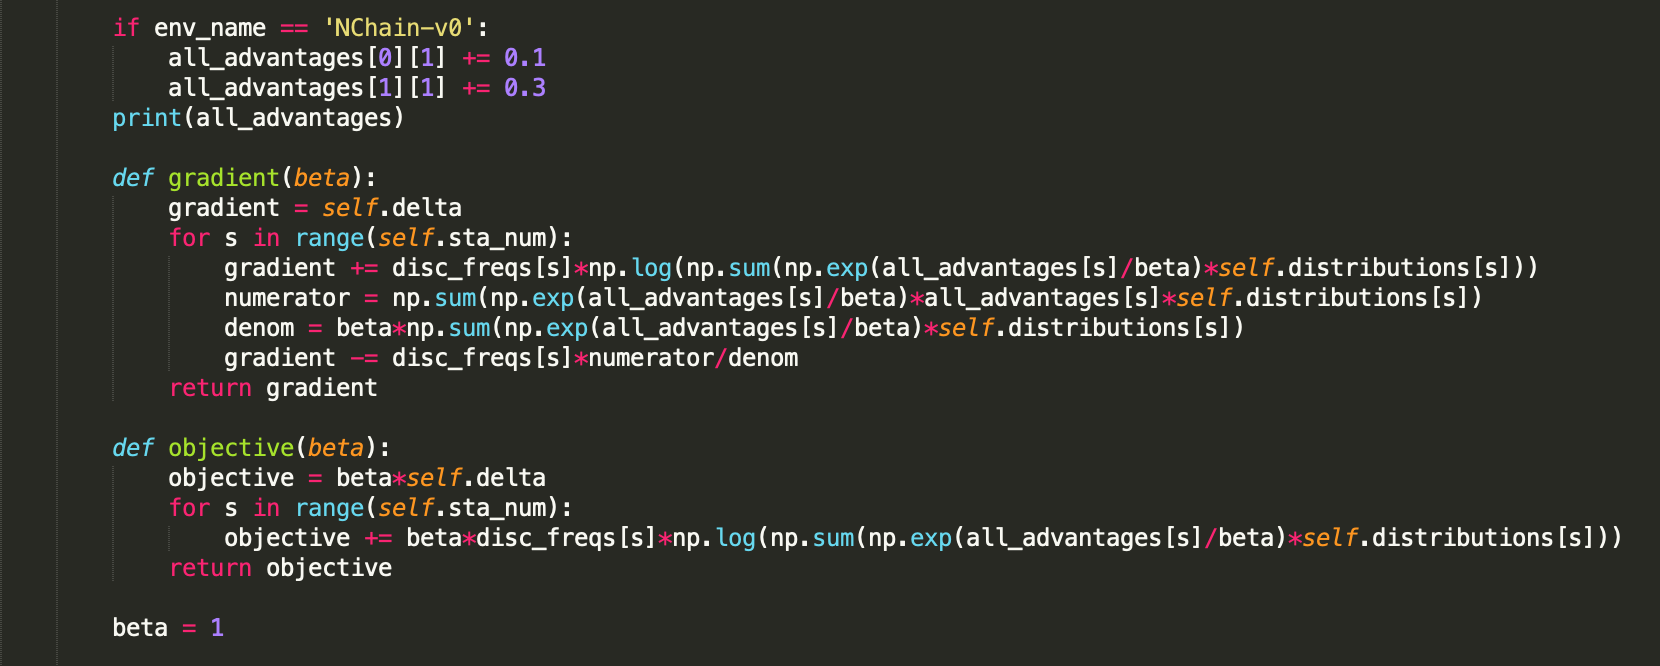 if env_name == 'NChain-v0':
    all_advantages[0][1] += 0.1
    all_advantages[1][1] += 0.3
print(all_advantages)

def gradient(beta):
    gradient = self.delta
    for s in range(self.sta_num):
        gradient += disc_freqs[s]*np.log(np.sum(np.exp(all_advantages[s]/beta)*self.distributions[s]))
        numerator = np.sum(np.exp(all_advantages[s]/beta)*all_advantages[s]*self.distributions[s])
        denom = beta*np.sum(np.exp(all_advantages[s]/beta)*self.distributions[s])
        gradient -= disc_freqs[s]*numerator/denom
    return gradient

def objective(beta):
    objective = beta*self.delta
    for s in range(self.sta_num):
        objective += beta*disc_freqs[s]*np.log(np.sum(np.exp(all_advantages[s]/beta)*self.distributions[s]))
    return objective

beta = 1